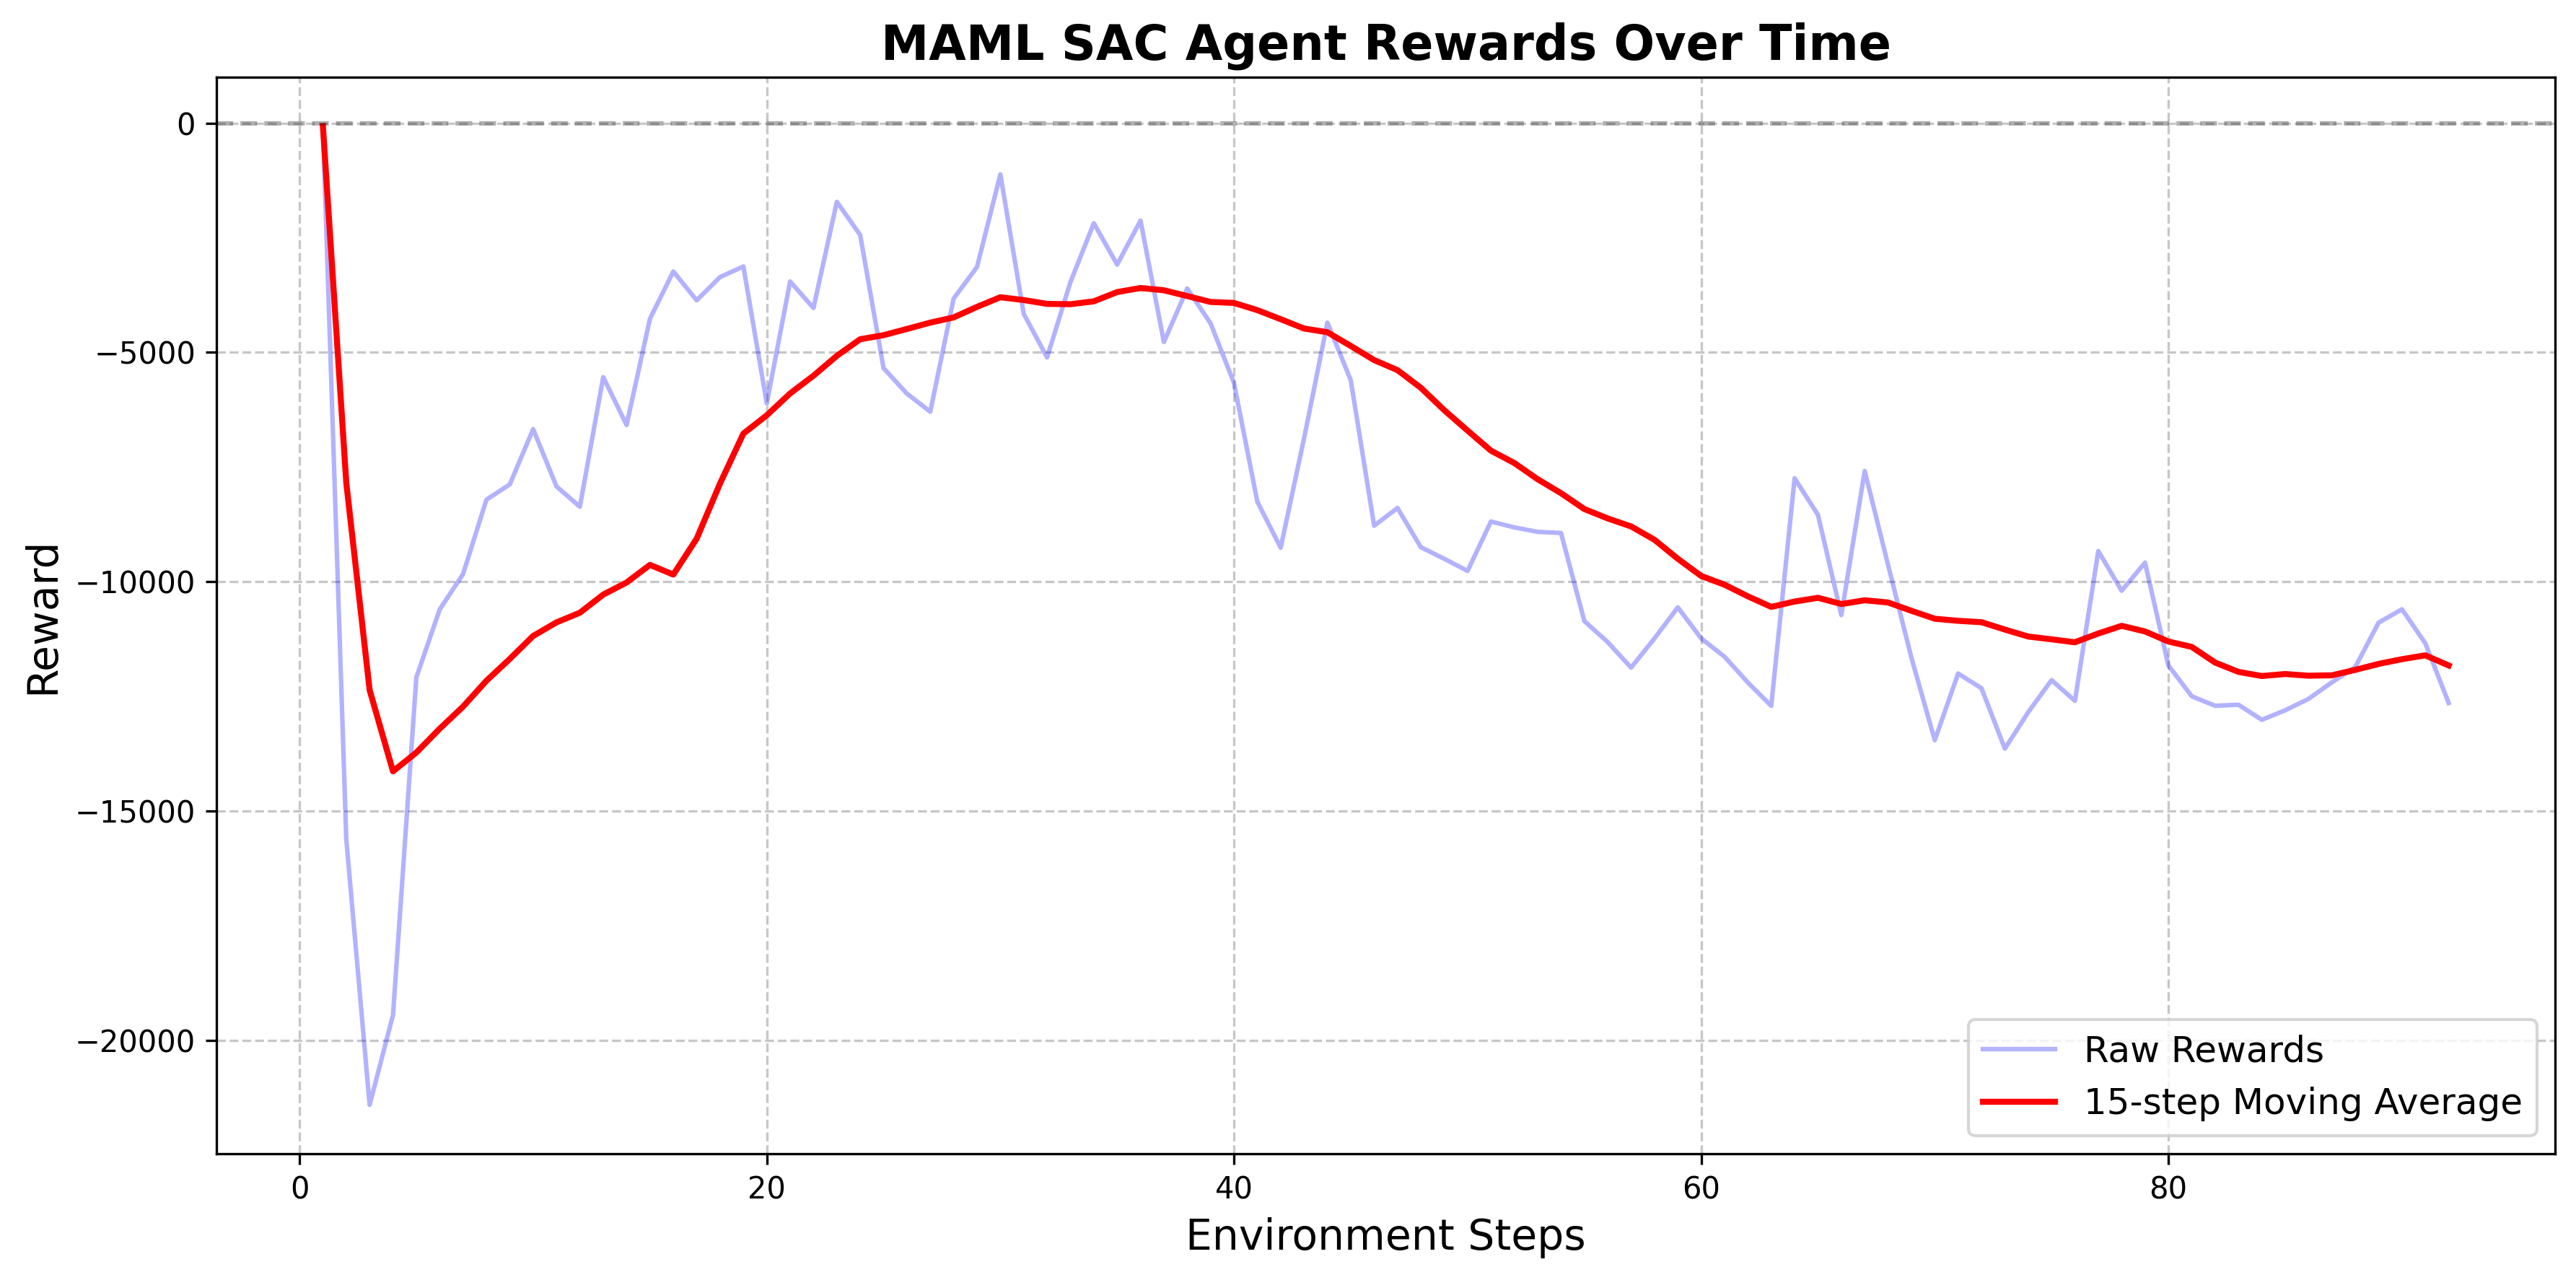 MAML SAC Agent Rewards Over Time
0
−5000
−10000
−15000
−20000
Reward
0
20
40
60
80
Environment Steps
Raw Rewards
15-step Moving Average